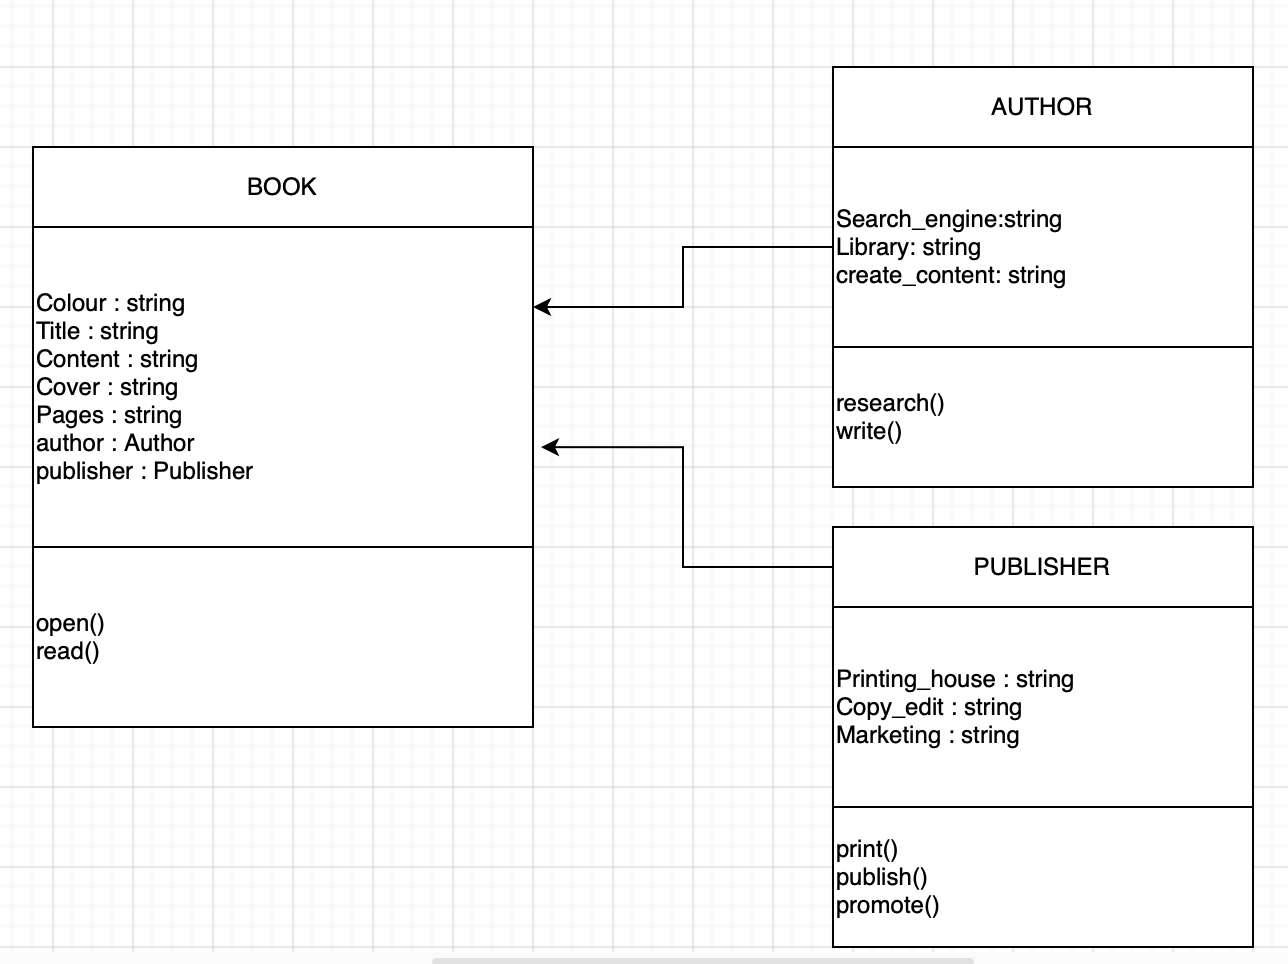 BOOK
Colour : string
Title : string
Content : string
Cover : string
Pages : string
author : Author
publisher : Publisher
open()
read()
AUTHOR
Search_engine:string
Library: string
create_content: string
research()
write()
PUBLISHER
Printing_house : string
Copy_edit : string
Marketing : string
print()
publish()
promote()